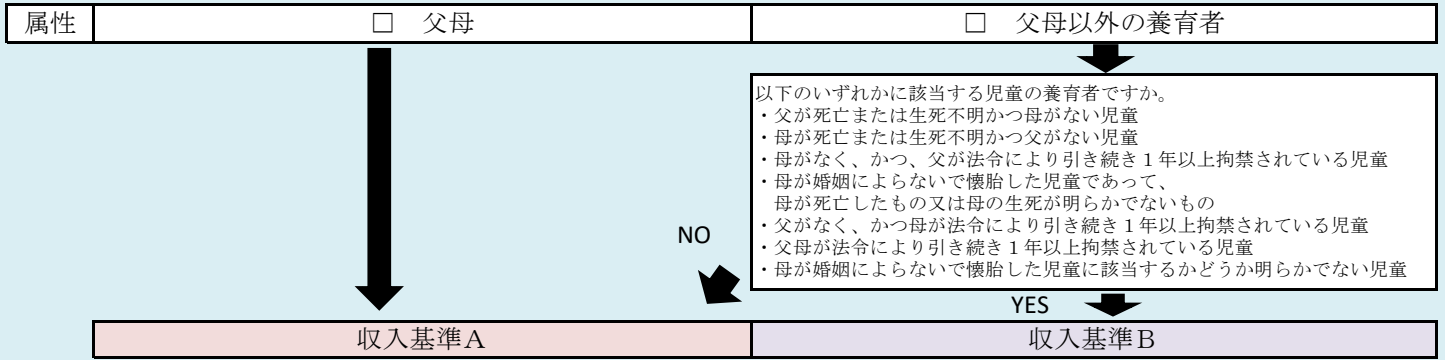 属性
□ 父母
□ 父母以外の養育者
以下のいずれかに該当する児童の養育者ですか。
・父が死亡または生死不明かつ母がない児童
・母が死亡または生死不明かつ父がない児童
・母がなく、かつ、父が法令により引き続き１年以上拘禁されている児童
・母が婚姻によらないで懐胎した児童であって、
母が死亡したもの又は母の生死が明らかでないもの
・父がなく、かつ母が法令により引き続き１年以上拘禁されている児童
・父母が法令により引き続き１年以上拘禁されている児童
・母が婚姻によらないで懐胎した児童に該当するかどうか明らかでない児童
NO
YES
収入基準Ａ
収入基準Ｂ